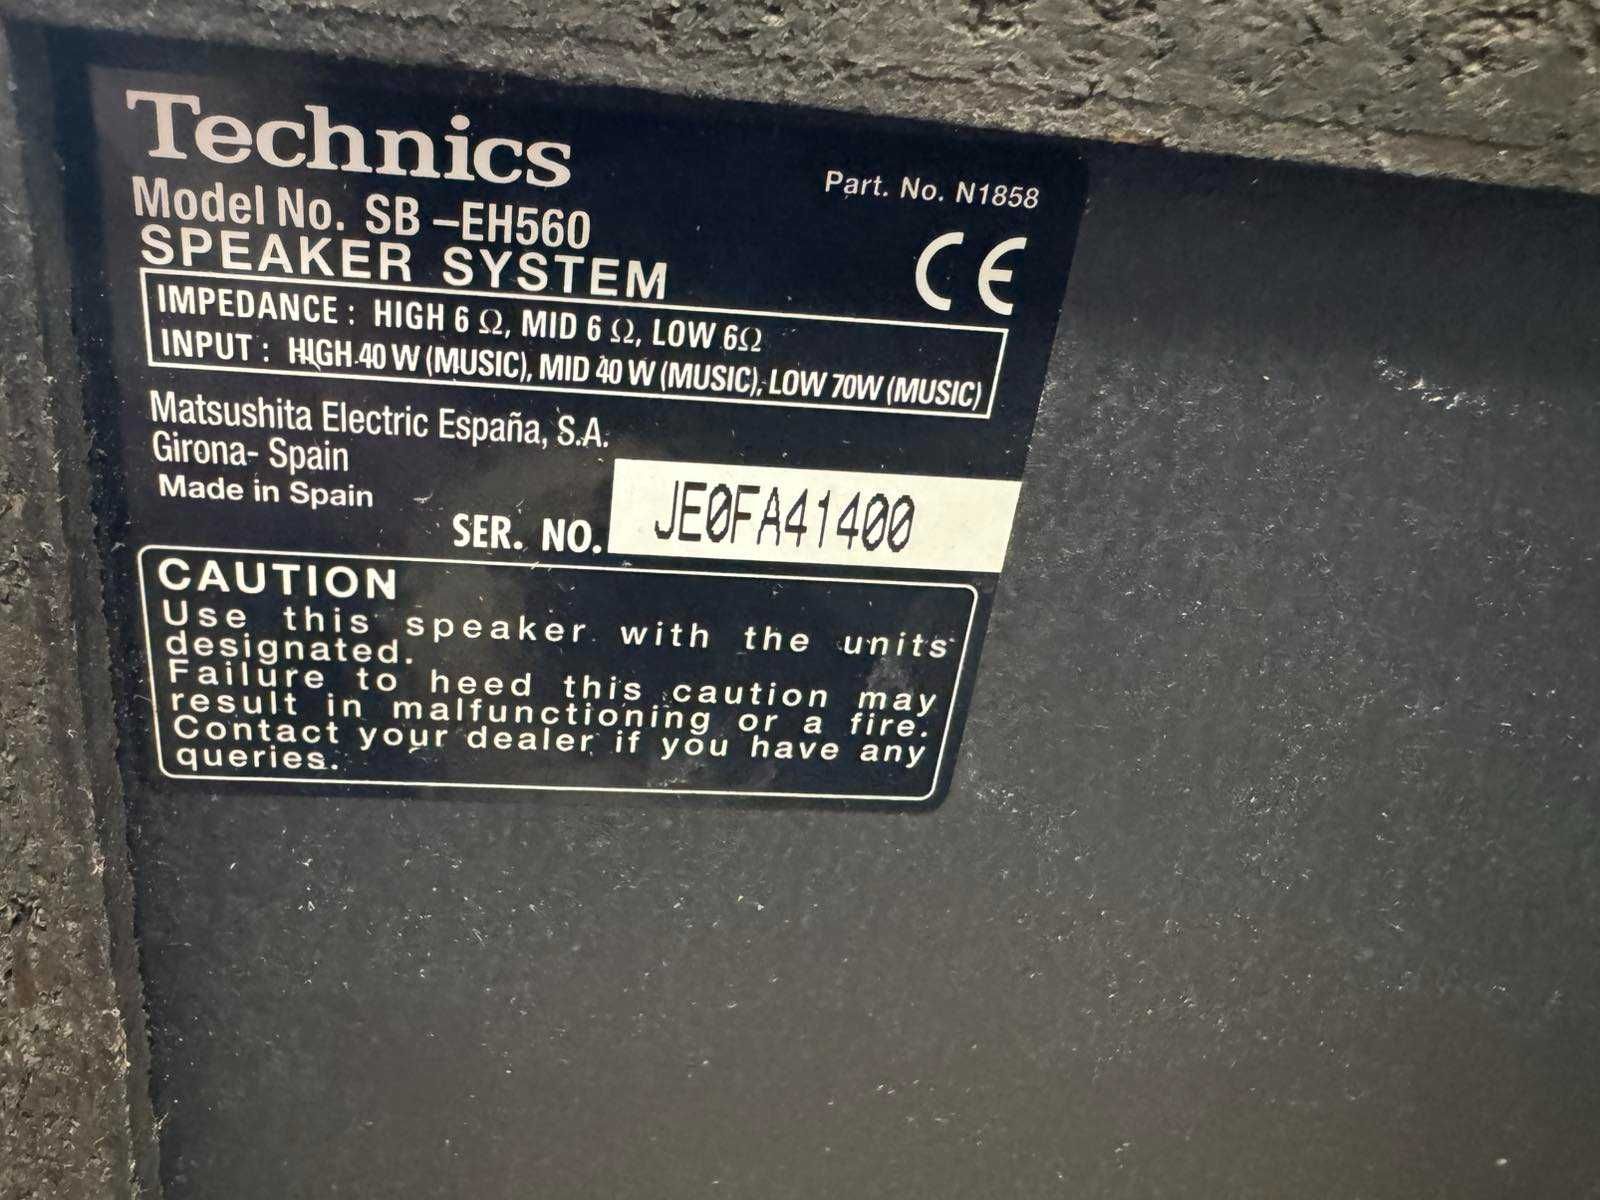 Technics
Part. No. N1858
Model No. SB-EH560
SPEAKER SYSTEM
CE
IMPEDANCE : HIGH 6 Ω, MID 6 Ω, LOW 6Ω
INPUT : HIGH 40 W (MUSIC), MID 40 W (MUSIC), LOW 70W (MUSIC)
Matsushita Electric España, S.A.
Girona- Spain
Made in Spain
SER. NO. JE0FA41400
CAUTION
Use this speaker with the units
designated.
Failure to heed this caution may
result in malfunctioning or a fire.
Contact your dealer if you have any
queries.